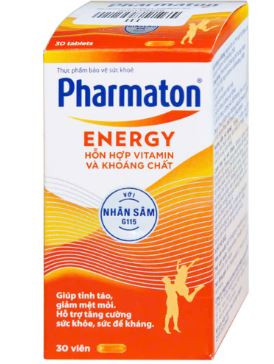 30 tablets
Thực phẩm bảo vệ sức khoẻ
Pharmaton®
ENERGY
HỖN HỢP VITAMIN
VÀ KHOÁNG CHẤT
VỚI
NHÂN SÂM
G115
Giúp tỉnh táo,
giảm mệt mỏi.
Hỗ trợ tăng cường
sức khỏe, sức đề kháng.
30 viên